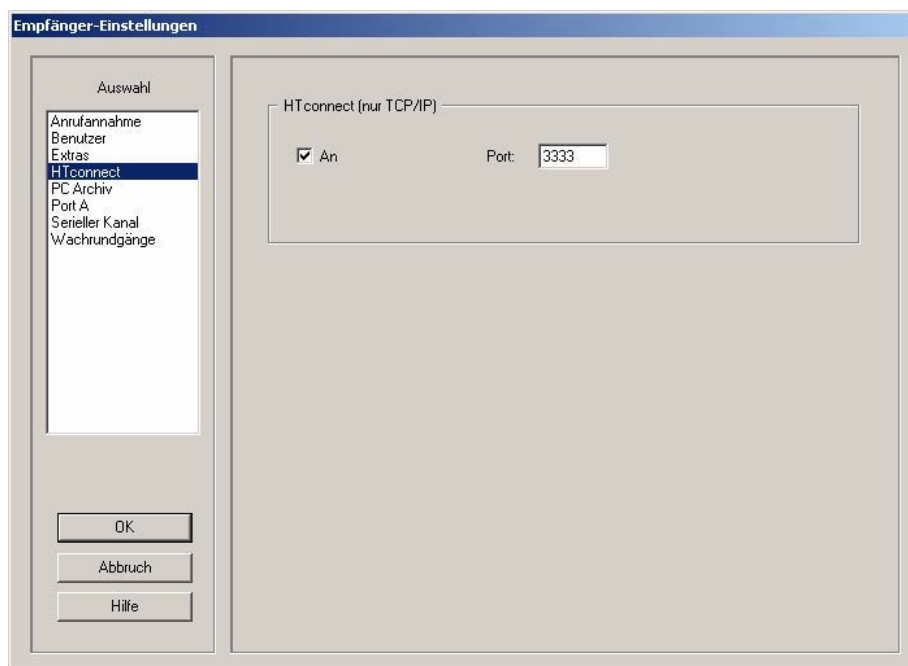 Empfänger-Einstellungen
Auswahl
Anrufannahme
Benutzer
Extras
HTconnect
PC Archiv
Port A
Serieller Kanal
Wachrundgänge
OK
Abbruch
Hilfe
HTconnect (nur TCP/IP)
An Port: 3333